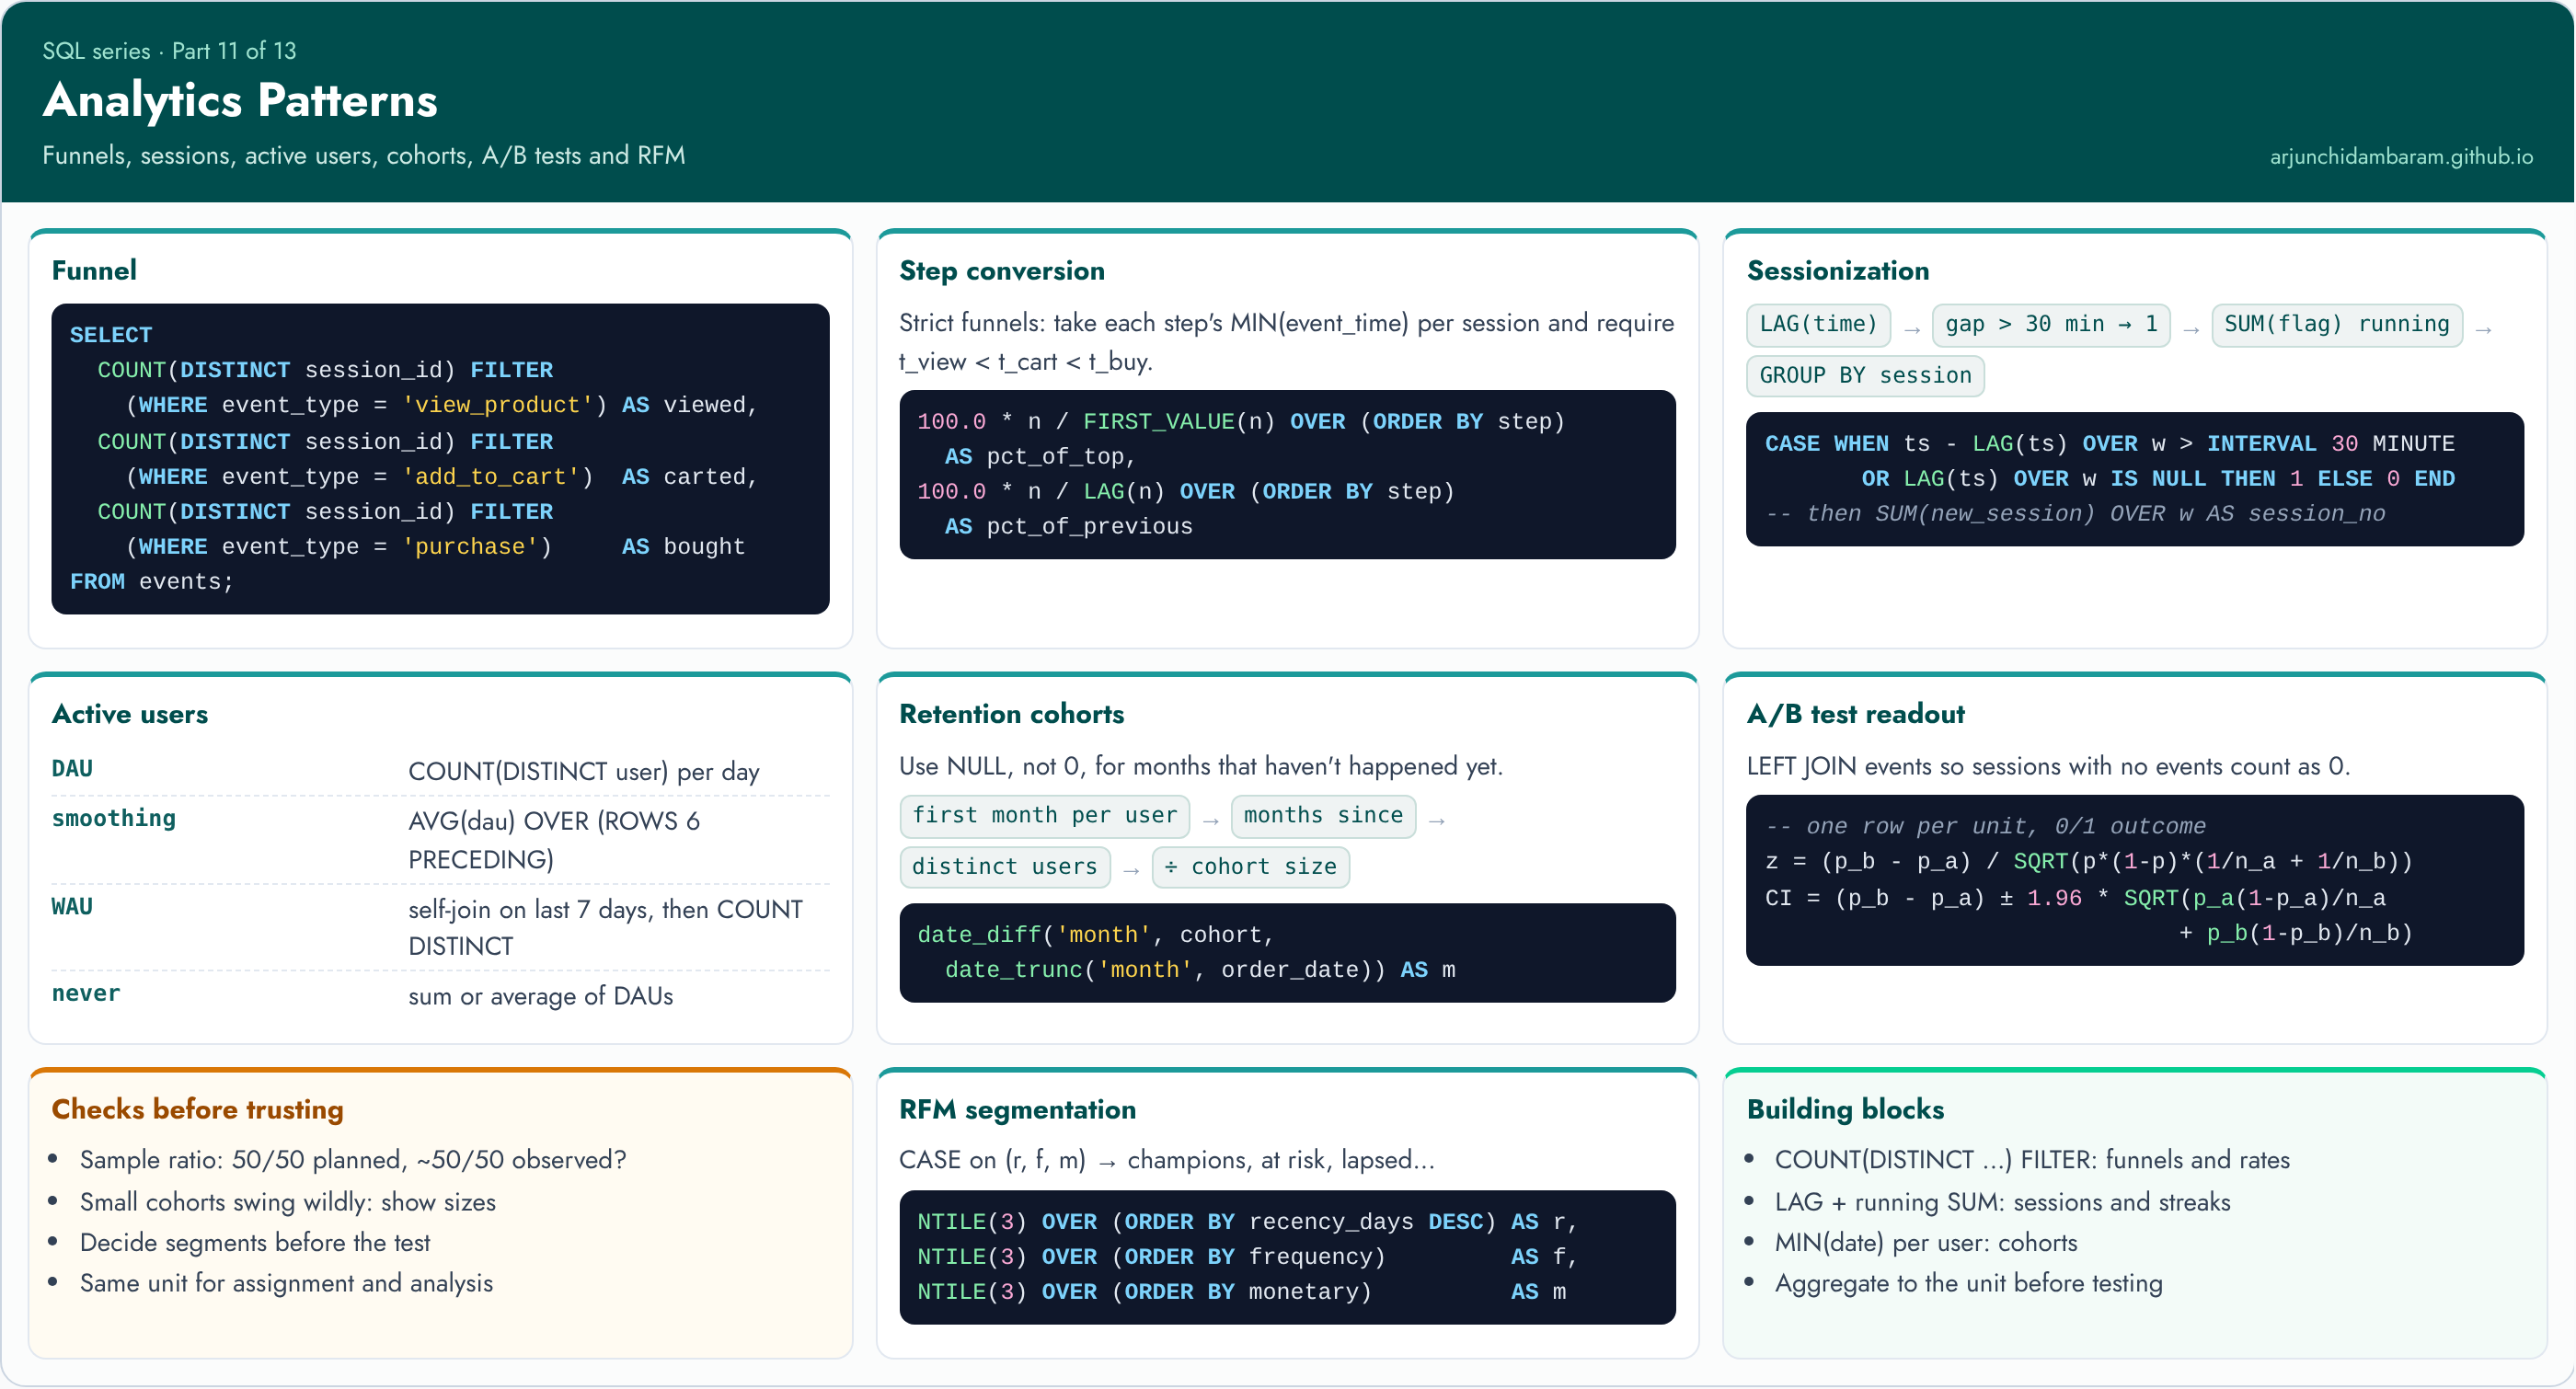 SQL series · Part 11 of 13
Analytics Patterns
Funnels, sessions, active users, cohorts, A/B tests and RFM
arjunchidambaram.github.io
Funnel
SELECT
  COUNT(DISTINCT session_id) FILTER
    (WHERE event_type = 'view_product') AS viewed,
  COUNT(DISTINCT session_id) FILTER
    (WHERE event_type = 'add_to_cart')  AS carted,
  COUNT(DISTINCT session_id) FILTER
    (WHERE event_type = 'purchase')     AS bought
FROM events;
Step conversion
Strict funnels: take each step's MIN(event_time) per session and require
t_view < t_cart < t_buy.
100.0 * n / FIRST_VALUE(n) OVER (ORDER BY step)
  AS pct_of_top,
100.0 * n / LAG(n) OVER (ORDER BY step)
  AS pct_of_previous
Sessionization
LAG(time) → gap > 30 min → 1 → SUM(flag) running →
GROUP BY session
CASE WHEN ts - LAG(ts) OVER w > INTERVAL 30 MINUTE
       OR LAG(ts) OVER w IS NULL THEN 1 ELSE 0 END
-- then SUM(new_session) OVER w AS session_no
Active users
DAU COUNT(DISTINCT user) per day
smoothing AVG(dau) OVER (ROWS 6
PRECEDING)
WAU self-join on last 7 days, then COUNT
DISTINCT
never sum or average of DAUs
Retention cohorts
Use NULL, not 0, for months that haven't happened yet.
first month per user → months since →
distinct users → ÷ cohort size
date_diff('month', cohort,
  date_trunc('month', order_date)) AS m
A/B test readout
LEFT JOIN events so sessions with no events count as 0.
-- one row per unit, 0/1 outcome
z = (p_b - p_a) / SQRT(p*(1-p)*(1/n_a + 1/n_b))
CI = (p_b - p_a) ± 1.96 * SQRT(p_a(1-p_a)/n_a
                              + p_b(1-p_b)/n_b)
Checks before trusting
• Sample ratio: 50/50 planned, ~50/50 observed?
• Small cohorts swing wildly: show sizes
• Decide segments before the test
• Same unit for assignment and analysis
RFM segmentation
CASE on (r, f, m) → champions, at risk, lapsed…
NTILE(3) OVER (ORDER BY recency_days DESC) AS r,
NTILE(3) OVER (ORDER BY frequency)         AS f,
NTILE(3) OVER (ORDER BY monetary)          AS m
Building blocks
• COUNT(DISTINCT …) FILTER: funnels and rates
• LAG + running SUM: sessions and streaks
• MIN(date) per user: cohorts
• Aggregate to the unit before testing